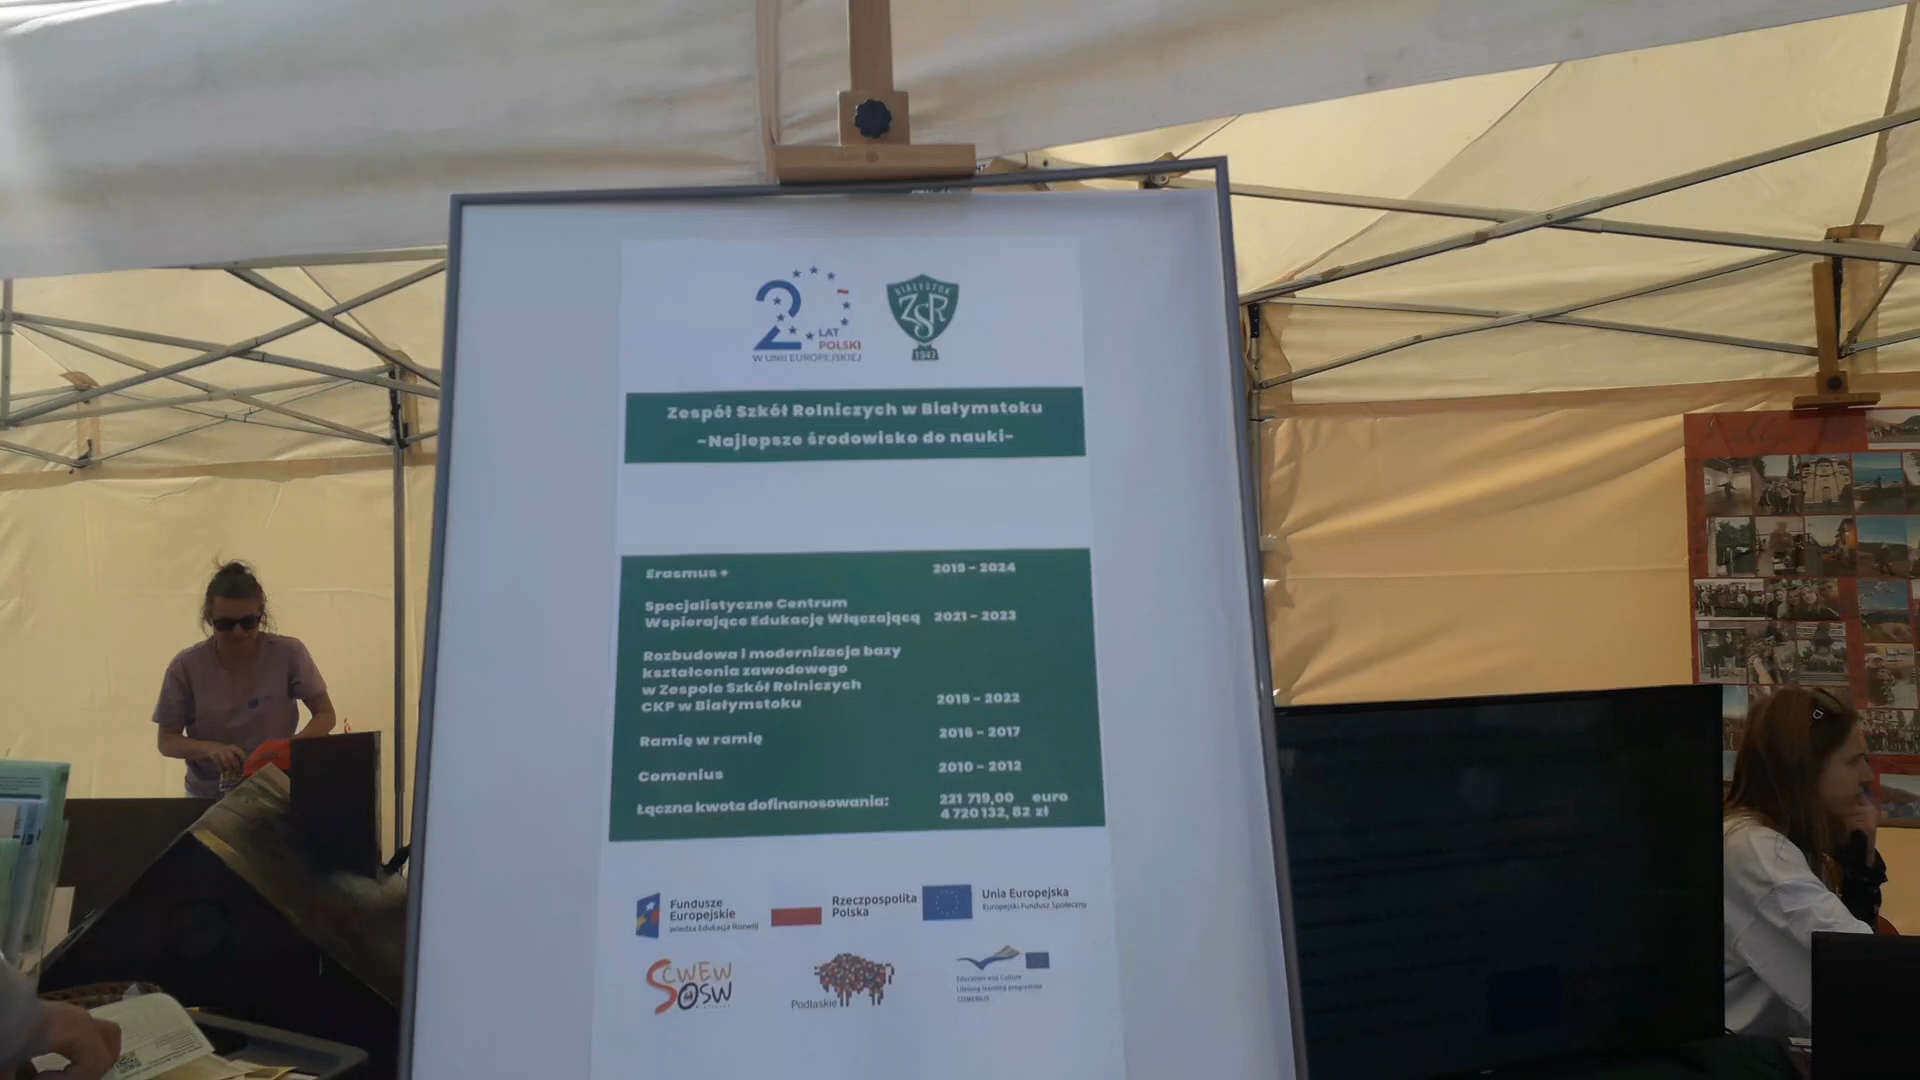 20 LAT
POLSKI
W UNII EUROPEJSKIEJ
BIAŁYSTOK
ZSR
1947
Zespół Szkół Rolniczych w Białymstoku
-Najlepsze środowisko do nauki-
Erasmus + 2019 - 2024
Specjalistyczne Centrum
Wspierające Edukację Włączającą 2021 - 2023
Rozbudowa i modernizacja bazy
kształcenia zawodowego
w Zespole Szkół Rolniczych
CKP w Białymstoku 2019 - 2022
Ramię w ramię 2016 - 2017
Comenius 2010 - 2012
Łączna kwota dofinansowania: 221 719,00 euro
4 720 132, 82 zł
Fundusze
Europejskie
Wiedza Edukacja Rozwój
Rzeczpospolita
Polska
Unia Europejska
Europejski Fundusz Społeczny
SCWEW
SOSW
Podlaskie
Education and Culture
Lifelong learning programme
COMENIUS